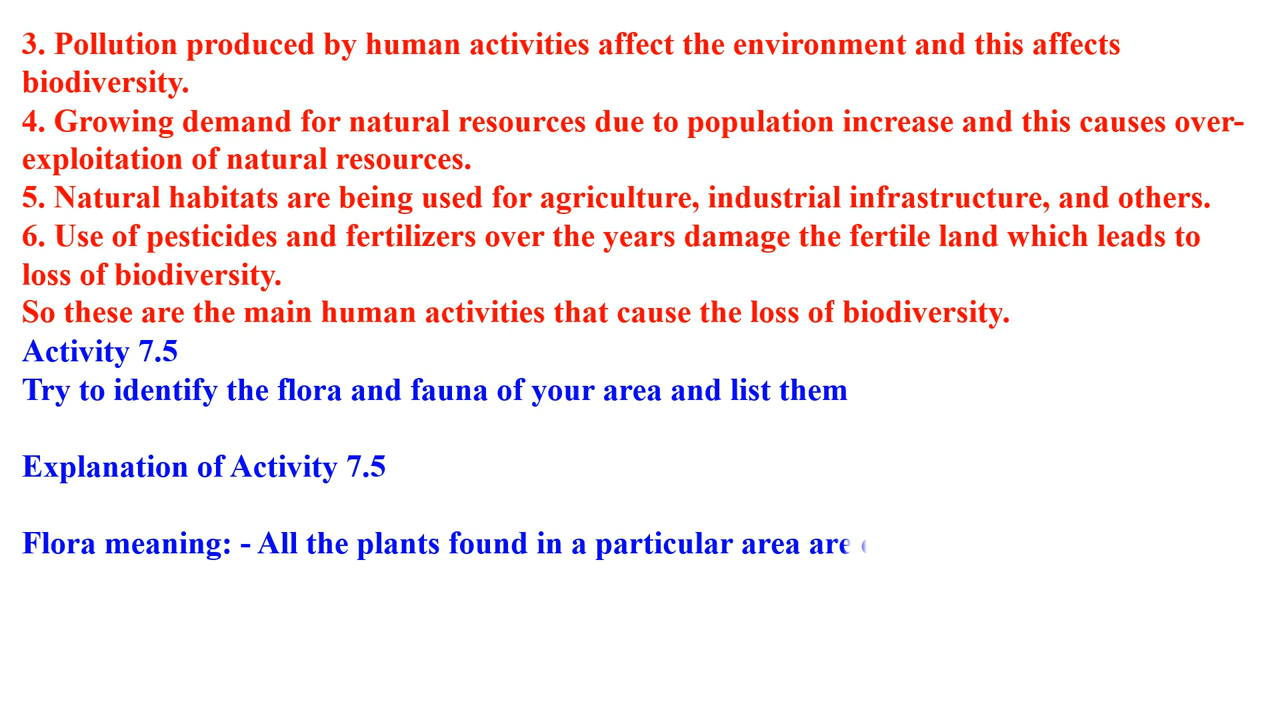 3. Pollution produced by human activities affect the environment and this affects
biodiversity.
4. Growing demand for natural resources due to population increase and this causes over-
exploitation of natural resources.
5. Natural habitats are being used for agriculture, industrial infrastructure, and others.
6. Use of pesticides and fertilizers over the years damage the fertile land which leads to
loss of biodiversity.
So these are the main human activities that cause the loss of biodiversity.
Activity 7.5
Try to identify the flora and fauna of your area and list them
Explanation of Activity 7.5
Flora meaning: - All the plants found in a particular area are